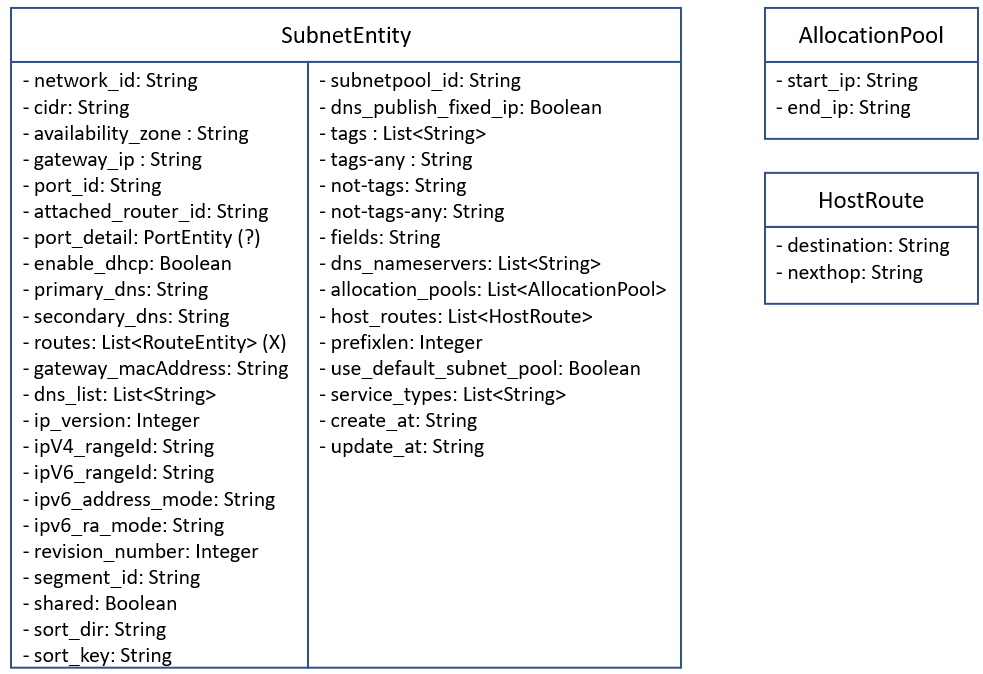 SubnetEntity
- network_id: String
- cidr: String
- availability_zone : String
- gateway_ip : String
- port_id: String
- attached_router_id: String
- port_detail: PortEntity (?)
- enable_dhcp: Boolean
- primary_dns: String
- secondary_dns: String
- routes: List<RouteEntity> (X)
- gateway_macAddress: String
- dns_list: List<String>
- ip_version: Integer
- ipV4_rangeId: String
- ipV6_rangeId: String
- ipv6_address_mode: String
- ipv6_ra_mode: String
- revision_number: Integer
- segment_id: String
- shared: Boolean
- sort_dir: String
- sort_key: String
- subnetpool_id: String
- dns_publish_fixed_ip: Boolean
- tags : List<String>
- tags-any : String
- not-tags: String
- not-tags-any: String
- fields: String
- dns_nameservers: List<String>
- allocation_pools: List<AllocationPool>
- host_routes: List<HostRoute>
- prefixlen: Integer
- use_default_subnet_pool: Boolean
- service_types: List<String>
- create_at: String
- update_at: String
AllocationPool
- start_ip: String
- end_ip: String
HostRoute
- destination: String
- nexthop: String